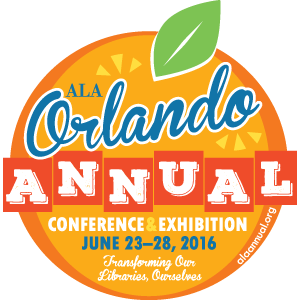 ALA
Orlando
ANNUAL
CONFERENCE & EXHIBITION
JUNE 23–28, 2016
Transforming Our
Libraries, Ourselves
alaannual.org